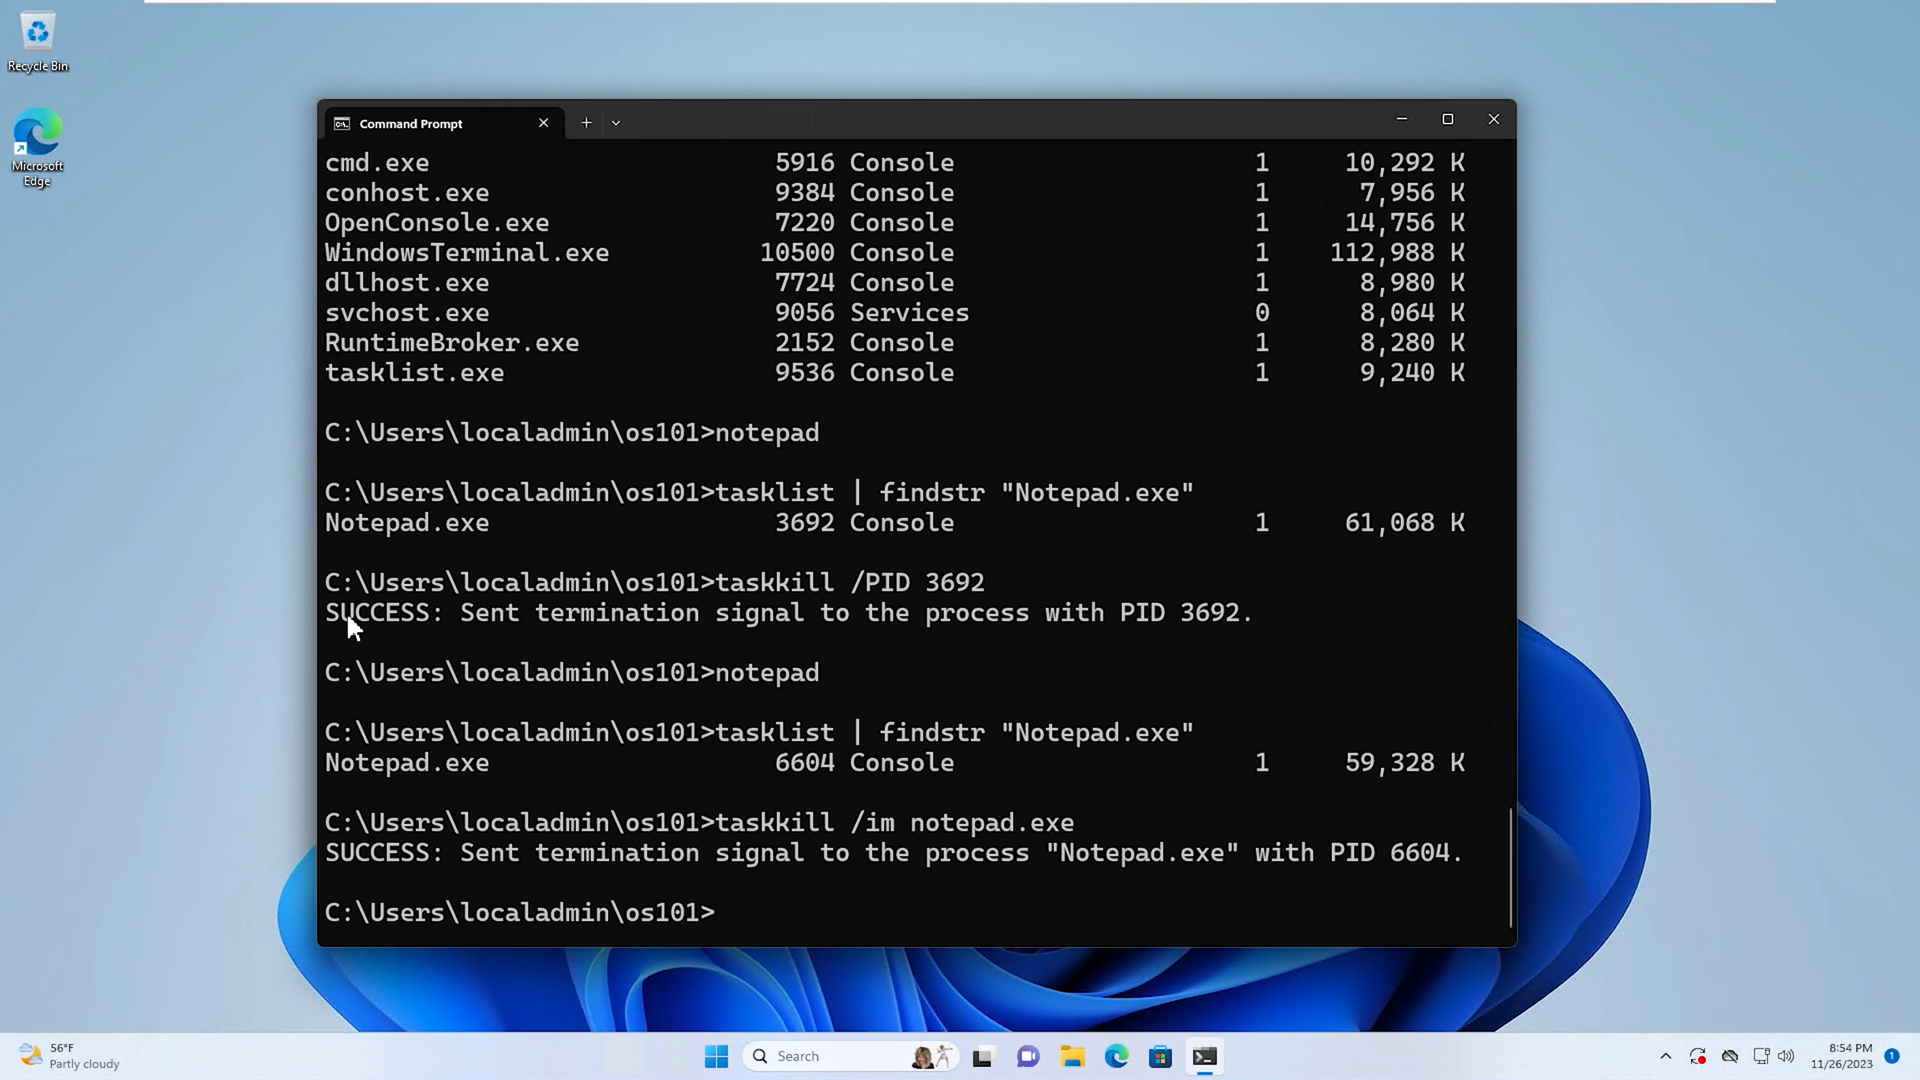 Recycle Bin
Microsoft
Edge
Command Prompt
cmd.exe 5916 Console 1 10,292 K
conhost.exe 9384 Console 1 7,956 K
OpenConsole.exe 7220 Console 1 14,756 K
WindowsTerminal.exe 10500 Console 1 112,988 K
dllhost.exe 7724 Console 1 8,980 K
svchost.exe 9056 Services 0 8,064 K
RuntimeBroker.exe 2152 Console 1 8,280 K
tasklist.exe 9536 Console 1 9,240 K
C:\Users\localadmin\os101>notepad
C:\Users\localadmin\os101>tasklist | findstr "Notepad.exe"
Notepad.exe 3692 Console 1 61,068 K
C:\Users\localadmin\os101>taskkill /PID 3692
SUCCESS: Sent termination signal to the process with PID 3692.
C:\Users\localadmin\os101>notepad
C:\Users\localadmin\os101>tasklist | findstr "Notepad.exe"
Notepad.exe 6604 Console 1 59,328 K
C:\Users\localadmin\os101>taskkill /im notepad.exe
SUCCESS: Sent termination signal to the process "Notepad.exe" with PID 6604.
C:\Users\localadmin\os101>
56°F
Partly cloudy
Search
8:54 PM
11/26/2023
1